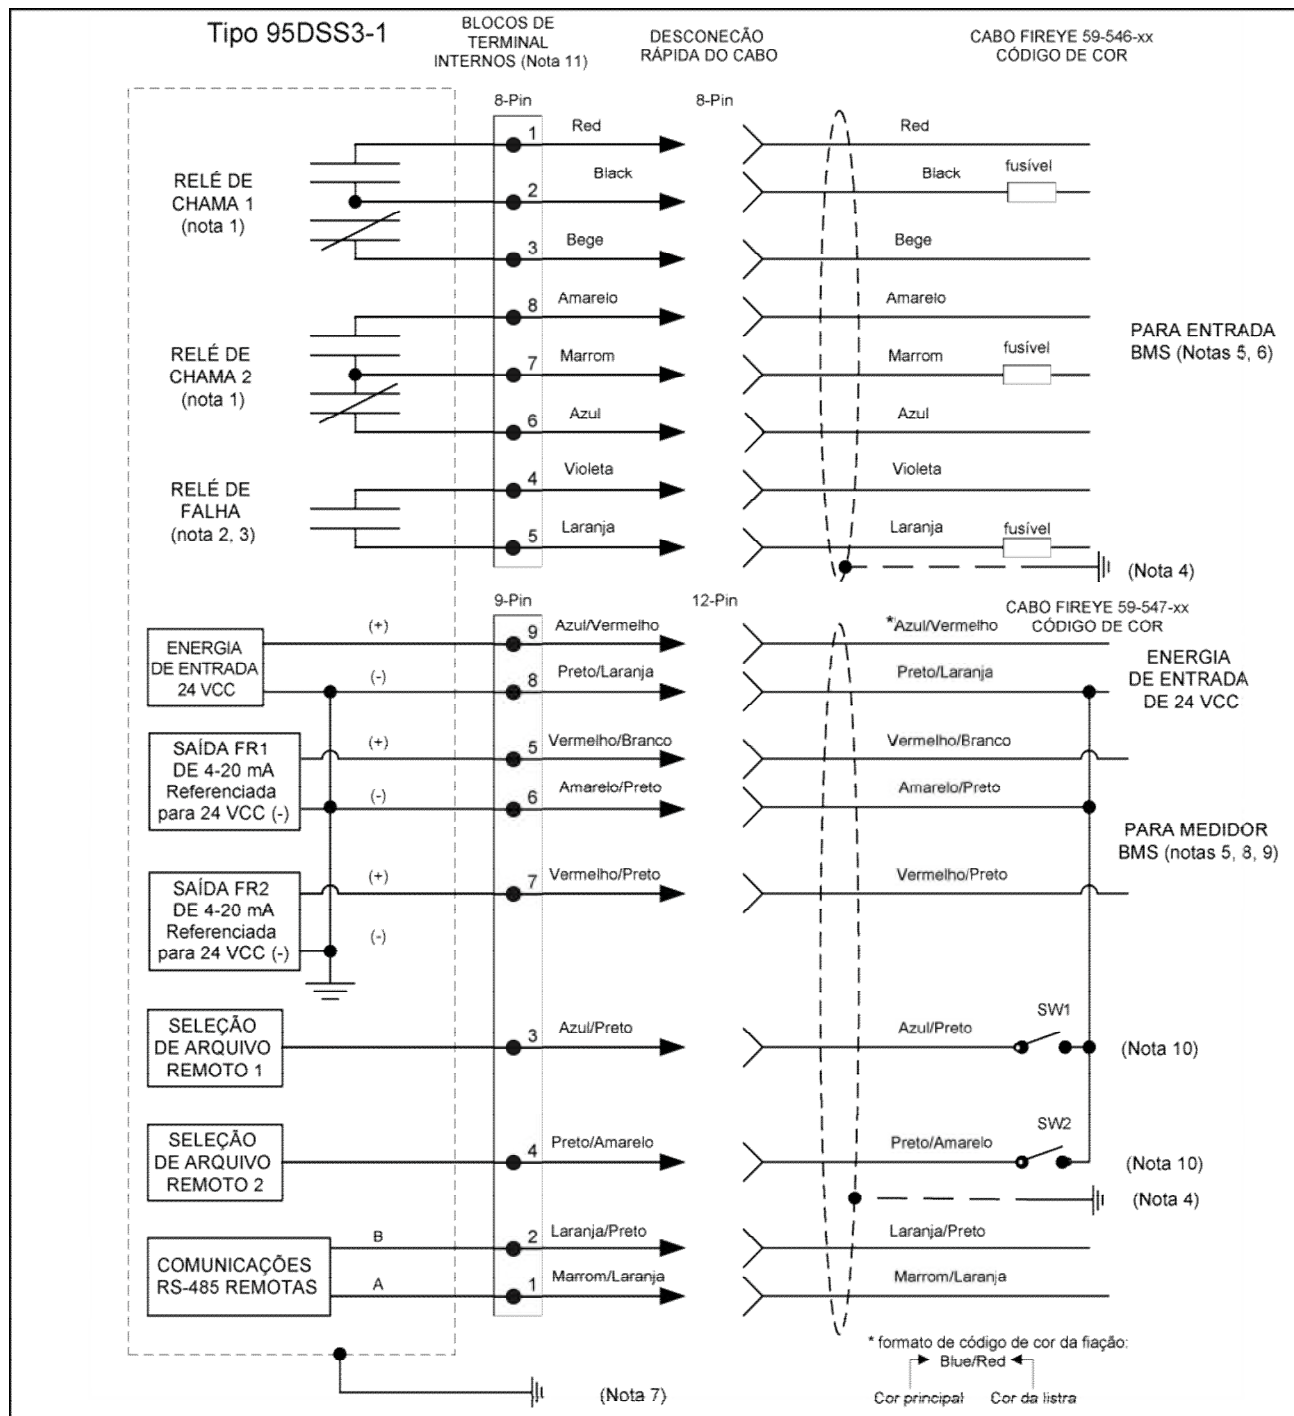 Tipo 95DSS3-1
BLOCOS DE
TERMINAL
INTERNOS (Nota 11)
DESCONECÃO
RÁPIDA DO CABO
CABO FIREYE 59-546-xx
CÓDIGO DE COR
8-Pin
8-Pin
RELÉ DE
CHAMA 1
(nota 1)
1
Red
Red
2
Black
Black
fusível
3
Bege
Bege
RELÉ DE
CHAMA 2
(nota 1)
8
Amarelo
Amarelo
7
Marrom
Marrom
fusível
6
Azul
Azul
PARA ENTRADA
BMS (Notas 5, 6)
RELÉ DE
FALHA
(nota 2, 3)
4
Violeta
Violeta
5
Laranja
Laranja
fusível
(Nota 4)
9-Pin
12-Pin
CABO FIREYE 59-547-xx
CÓDIGO DE COR
ENERGIA
DE ENTRADA
24 VCC
(+)
9
Azul/Vermelho
*Azul/Vermelho
(-)
8
Preto/Laranja
Preto/Laranja
ENERGIA
DE ENTRADA
DE 24 VCC
SAÍDA FR1
DE 4-20 mA
Referenciada
para 24 VCC (-)
(+)
5
Vermelho/Branco
Vermelho/Branco
(-)
6
Amarelo/Preto
Amarelo/Preto
PARA MEDIDOR
BMS (notas 5, 8, 9)
SAÍDA FR2
DE 4-20 mA
Referenciada
para 24 VCC (-)
(+)
7
Vermelho/Preto
Vermelho/Preto
(-)
SELEÇÃO
DE ARQUIVO
REMOTO 1
3
Azul/Preto
Azul/Preto
SW1
(Nota 10)
SELEÇÃO
DE ARQUIVO
REMOTO 2
4
Preto/Amarelo
Preto/Amarelo
SW2
(Nota 10)
(Nota 4)
COMUNICAÇÕES
RS-485 REMOTAS
B
2
Laranja/Preto
Laranja/Preto
A
1
Marrom/Laranja
Marrom/Laranja
(Nota 7)
* formato de código de cor da fiação:
Blue/Red
Cor principal
Cor da listra